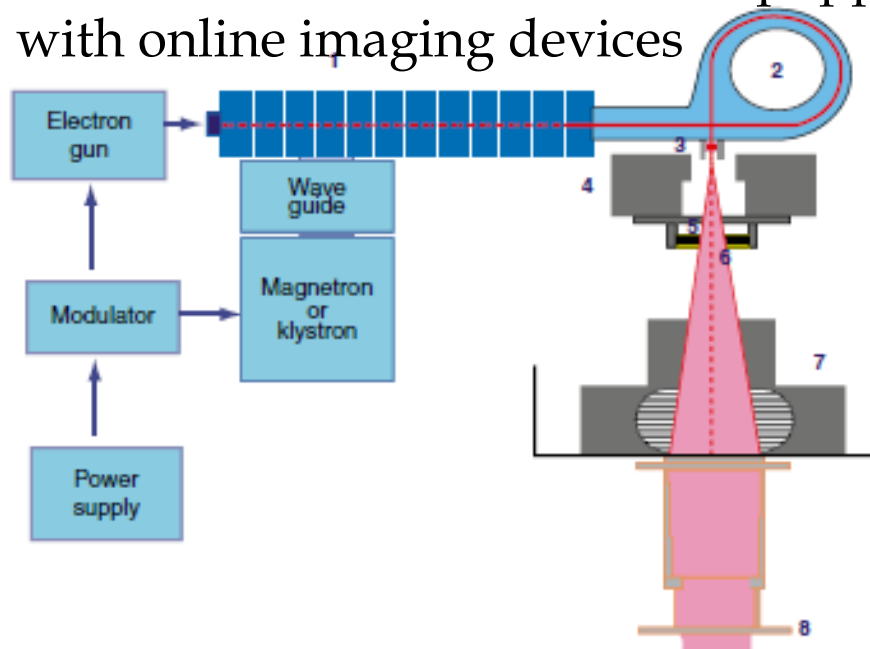 with online imaging devices
1
2
Electron
gun
3
4
Wave
guide
5
6
Magnetron
or
klystron
Modulator
7
Power
supply
8